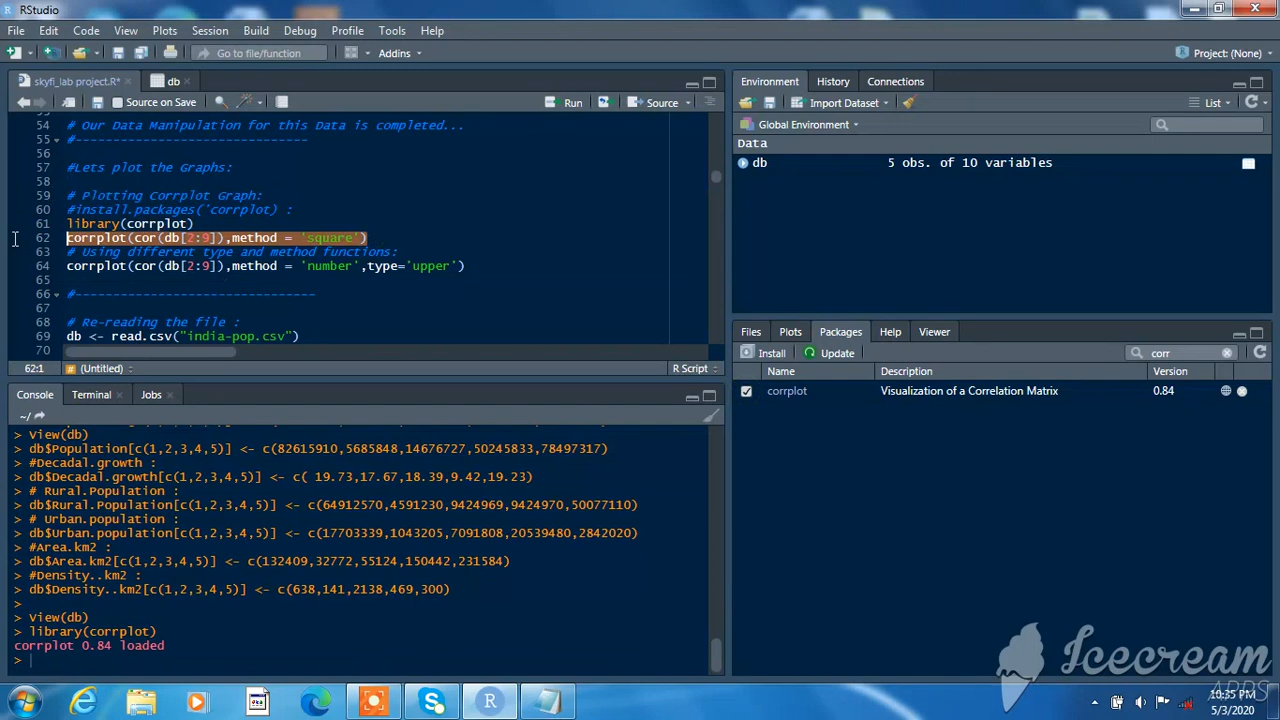 RStudio
File Edit Code View Plots Session Build Debug Profile Tools Help
Go to file/function Addins Project: (None)
skyfi_lab project.R* db
Source on Save Run Source
54 # Our Data Manipulation for this Data is completed...
55 #-------------------------------
56
57 #Lets plot the Graphs:
58
59 # Plotting Corrplot Graph:
60 #install.packages('corrplot) :
61 library(corrplot)
62 corrplot(cor(db[2:9]),method = 'square')
63 # Using different type and method functions:
64 corrplot(cor(db[2:9]),method = 'number',type='upper')
65
66 #-------------------------------
67
68 # Re-reading the file :
69 db <- read.csv("india-pop.csv")
70
62:1 # (Untitled) R Script
Console Terminal Jobs
~/
> View(db)
> db$Population[c(1,2,3,4,5)] <- c(82615910,5685848,14676727,50245833,78497317)
> #Decadal.growth :
> db$Decadal.growth[c(1,2,3,4,5)] <- c( 19.73,17.67,18.39,9.42,19.23)
> # Rural.Population :
> db$Rural.Population[c(1,2,3,4,5)] <- c(64912570,4591230,9424969,9424970,50077110)
> # Urban.population :
> db$Urban.population[c(1,2,3,4,5)] <- c(17703339,1043205,7091808,20539480,2842020)
> #Area.km2 :
> db$Area.km2[c(1,2,3,4,5)] <- c(132409,32772,55124,150442,231584)
> #Density..km2 :
> db$Density..km2[c(1,2,3,4,5)] <- c(638,141,2138,469,300)
>
> View(db)
> library(corrplot)
corrplot 0.84 loaded
>
Environment History Connections
Import Dataset List
Global Environment
Data
db 5 obs. of 10 variables
Files Plots Packages Help Viewer
Install Update corr
Name Description Version
corrplot Visualization of a Correlation Matrix 0.84
Icecream
APPS
10:35 PM
5/3/2020